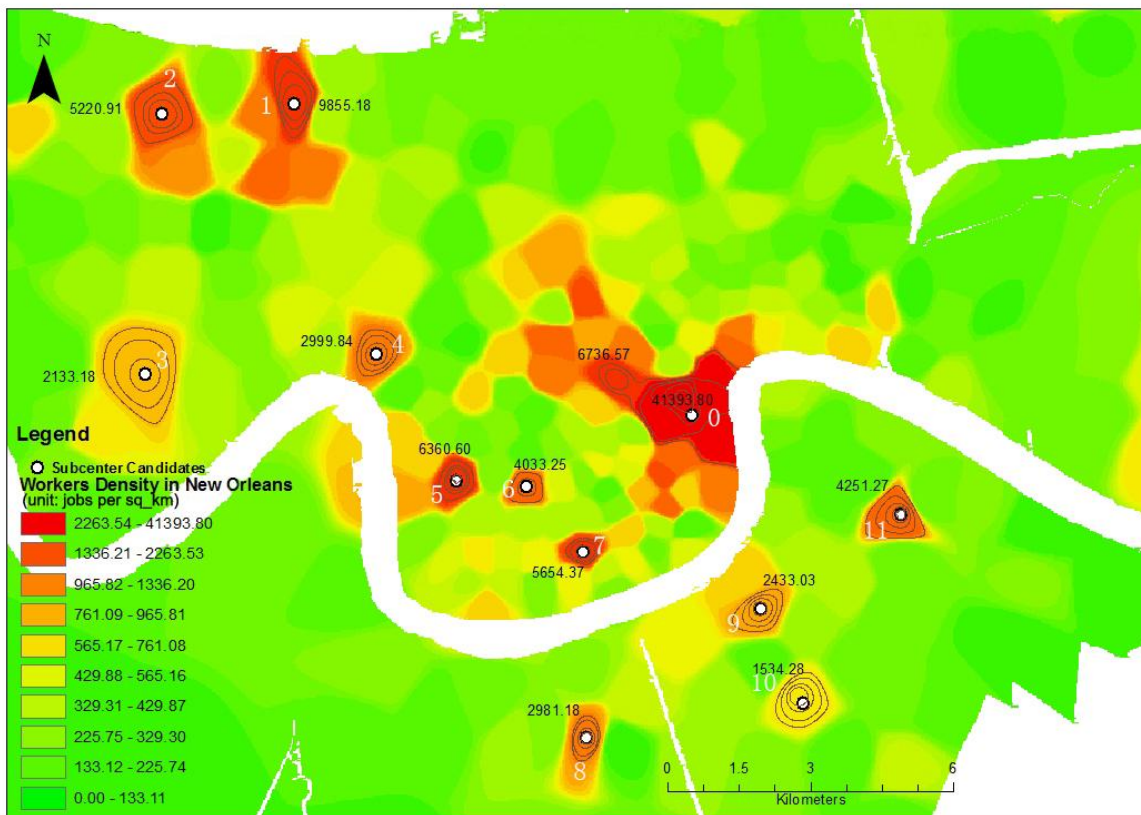 N
2
1
5220.91
9855.18
2999.84
4
3
2133.18
6736.57
41393.80
0
6360.60
5
4033.25
6
4251.27
11
7
5654.37
2433.03
9
1534.28
10
2981.18
8
Legend
Subcenter Candidates
Workers Density in New Orleans
(unit: jobs per sq_km)
2263.54 - 41393.80
1336.21 - 2263.53
965.82 - 1336.20
761.09 - 965.81
565.17 - 761.08
429.88 - 565.16
329.31 - 429.87
225.75 - 329.30
133.12 - 225.74
0.00 - 133.11
0 1.5 3 6
Kilometers